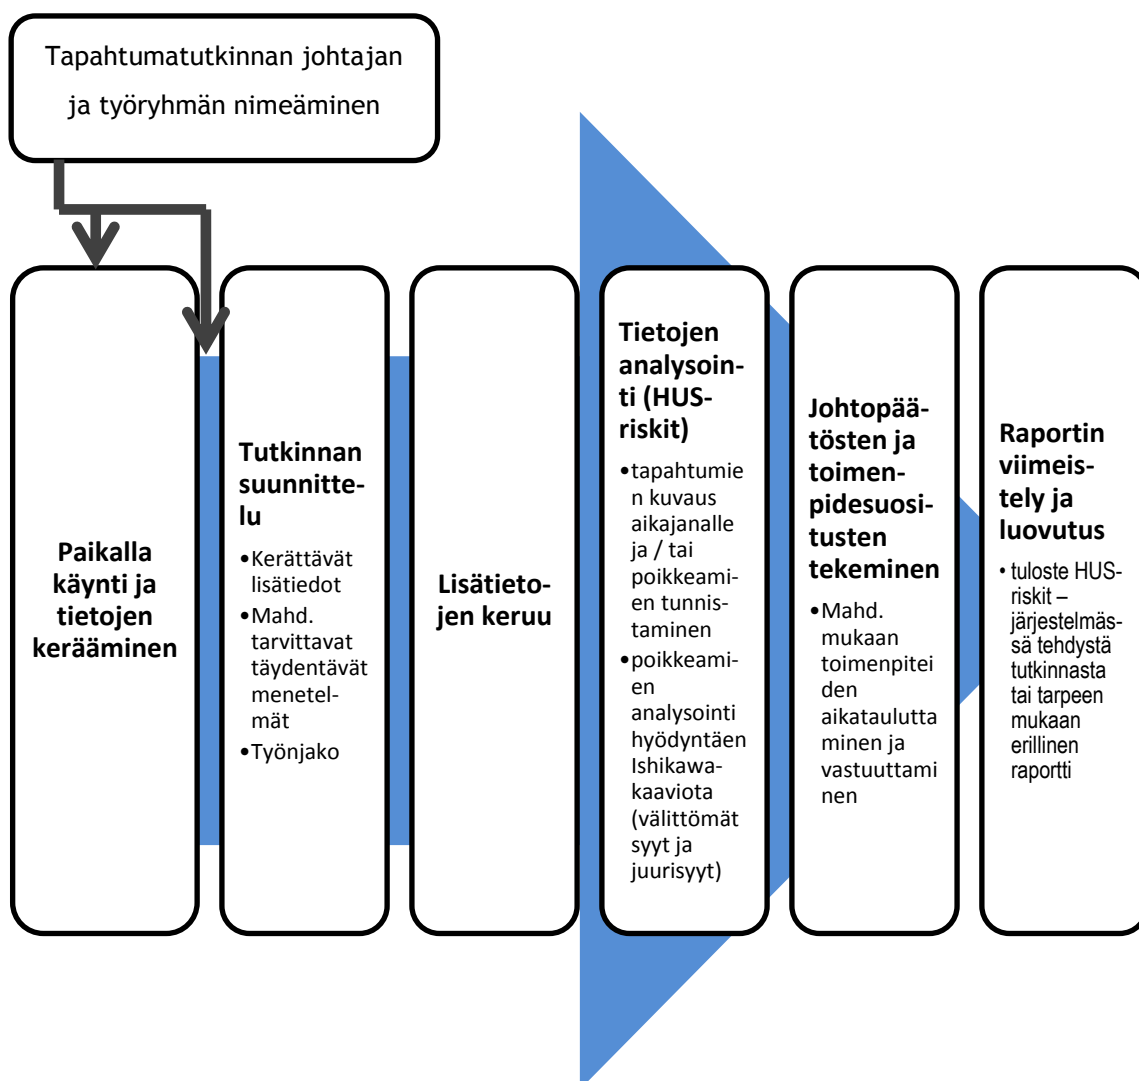 Tapahtumatutkinnan johtajan
ja työryhmän nimeäminen
Paikalla
käynti ja
tietojen
kerääminen
Tutkinnan
suunnitte-
lu
•Kerättävät
lisätiedot
•Mahd.
tarvittavat
täydentävät
menetel-
mät
•Työnjako
Lisätieto-
jen keruu
Tietojen
analysoin-
ti (HUS-
riskit)
•tapahtumie
n kuvaus
aikajanalle
ja / tai
poikkeami-
en tunnis-
taminen
•poikkeami-
en
analysointi
hyödyntäen
Ishikawa-
kaaviota
(välittömät
syyt ja
juurisyyt)
Johtopää-
tösten ja
toimen-
pidesuosi-
tusten
tekeminen
•Mahd.
mukaan
toimenpitei
den
aikataulutta
minen ja
vastuuttami
nen
Raportin
viimeis-
tely ja
luovutus
• tuloste HUS-
riskit –
järjestelmäs-
sä tehdystä
tutkinnasta
tai tarpeen
mukaan
erillinen
raportti